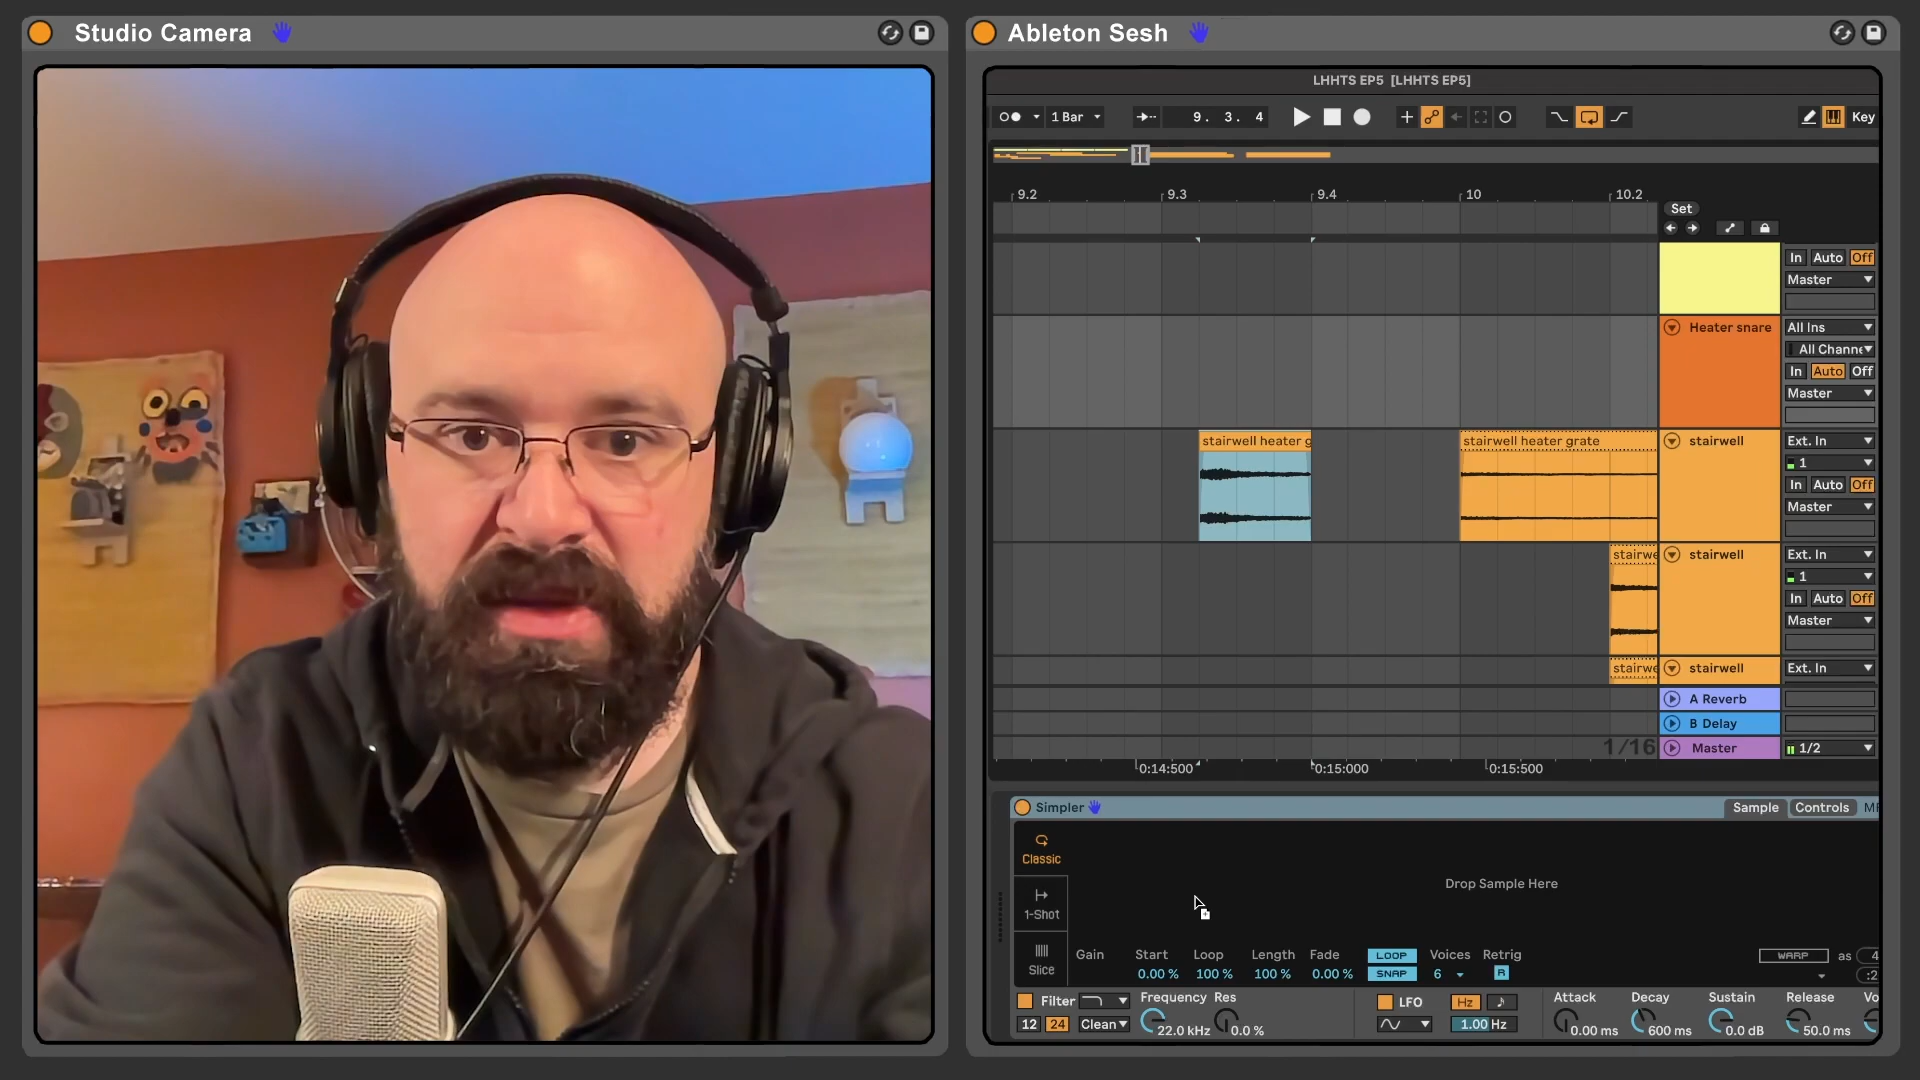 Studio Camera
Ableton Sesh
LHHTS EP5 [LHHTS EP5]
1 Bar
9. 3. 4
Key
9.2 9.3 9.4 10 10.2
Set
In Auto Off
Master
Heater snare All Ins
All Channe
In Auto Off
Master
stairwell heater g
stairwell heater grate
stairwell Ext. In
1
In Auto Off
Master
stairwe
stairwell Ext. In
1
In Auto Off
Master
stairwe
stairwell Ext. In
A Reverb
B Delay
1/16
Master 1/2
0:14:500 0:15:000 0:15:500
Simpler
Sample Controls
Classic
1-Shot
Slice
Drop Sample Here
Gain Start Loop Length Fade LOOP Voices Retrig WARP as 4
0.00 % 100 % 100 % 0.00 % SNAP 6 R :2
Filter Frequency Res LFO Hz Attack Decay Sustain Release Vo
12 24 Clean 22.0 kHz 0.0 % 1.00 Hz 0.00 ms 600 ms 0.0 dB 50.0 ms